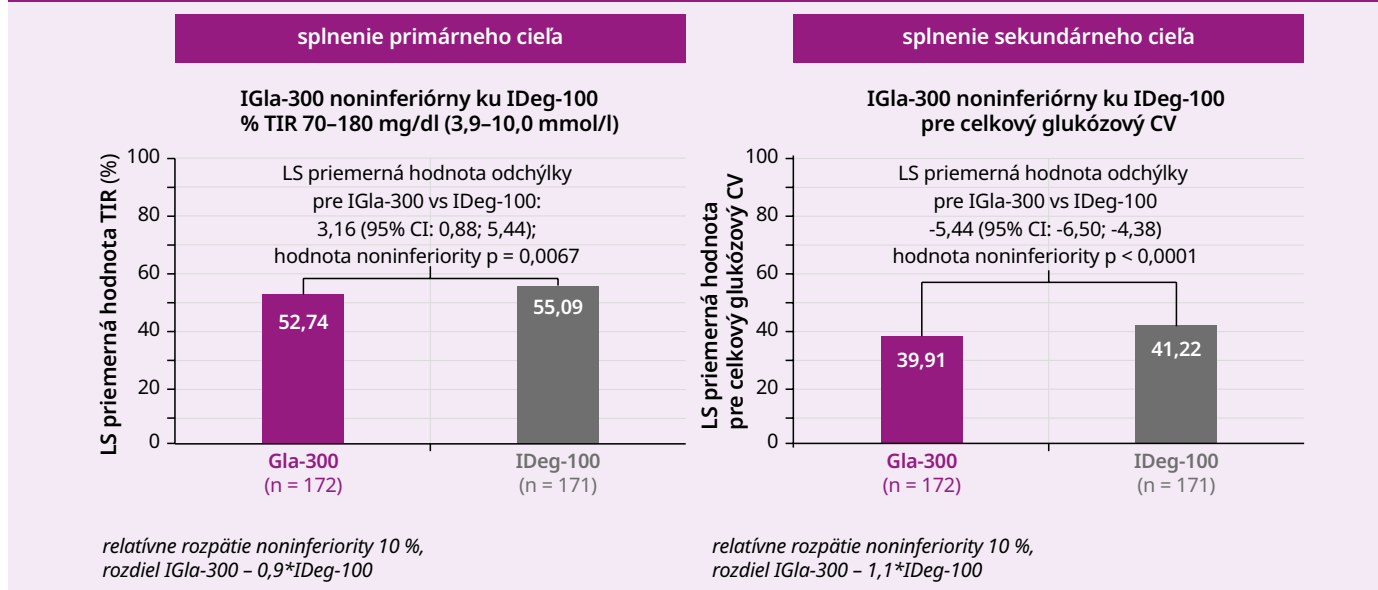 splnenie primárneho cieľa
IGla-300 noninferiórny ku IDeg-100
% TIR 70–180 mg/dl (3,9–10,0 mmol/l)
LS priemerná hodnota TIR (%)
100
80
60
40
20
0
LS priemerná hodnota odchýlky
pre IGla-300 vs IDeg-100:
3,16 (95% CI: 0,88; 5,44);
hodnota noninferiority p = 0,0067
52,74
55,09
Gla-300
(n = 172)
IDeg-100
(n = 171)
relatívne rozpätie noninferiority 10 %,
rozdiel IGla-300 – 0,9*IDeg-100
splnenie sekundárneho cieľa
IGla-300 noninferiórny ku IDeg-100
pre celkový glukózový CV
LS priemerná hodnota
pre celkový glukózový CV
100
80
60
40
20
0
LS priemerná hodnota odchýlky
pre IGla-300 vs IDeg-100
-5,44 (95% CI: -6,50; -4,38)
hodnota noninferiority p < 0,0001
39,91
41,22
Gla-300
(n = 172)
IDeg-100
(n = 171)
relatívne rozpätie noninferiority 10 %,
rozdiel IGla-300 – 1,1*IDeg-100